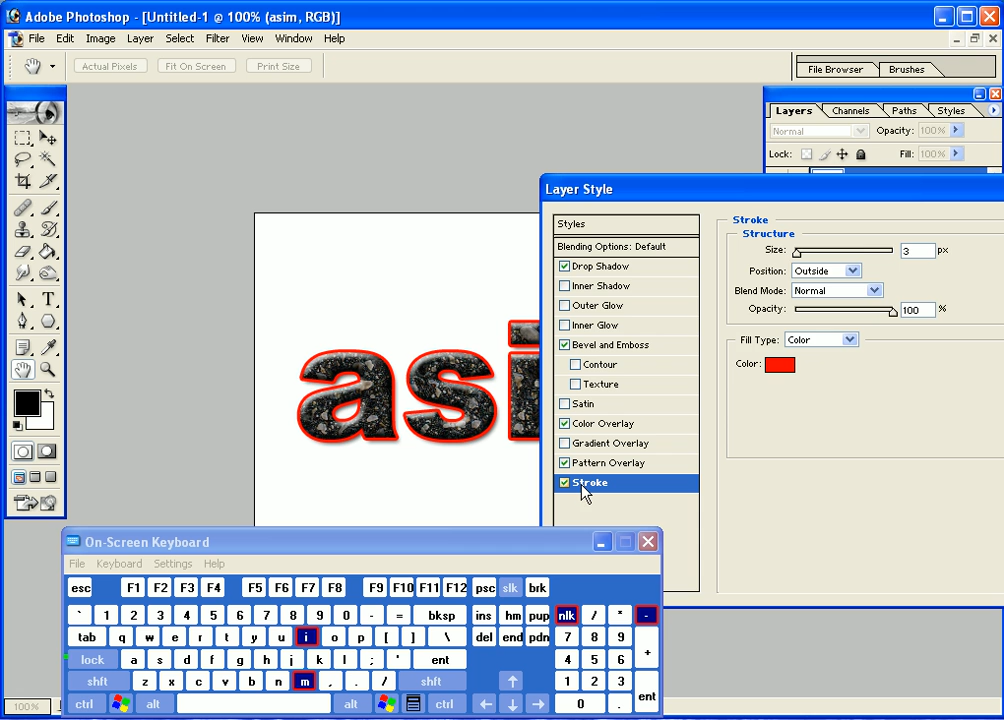 Adobe Photoshop - [Untitled-1 @ 100% (asim, RGB)]
File Edit Image Layer Select Filter View Window Help
Actual Pixels Fit On Screen Print Size File Browser Brushes
Layers Channels Paths Styles
Normal Opacity: 100%
Lock: Fill: 100%
Layer Style
Styles
Blending Options: Default
Drop Shadow
Inner Shadow
Outer Glow
Inner Glow
Bevel and Emboss
Contour
Texture
Satin
Color Overlay
Gradient Overlay
Pattern Overlay
Stroke
Stroke
Structure
Size: 3 px
Position: Outside
Blend Mode: Normal
Opacity: 100 %
Fill Type: Color
Color:
asi
On-Screen Keyboard
File Keyboard Settings Help
esc F1 F2 F3 F4 F5 F6 F7 F8 F9 F10 F11 F12 psc slk brk
` 1 2 3 4 5 6 7 8 9 0 - = bksp ins hm pup nlk / * -
tab q w e r t y u i o p [ ] \ del end pdn 7 8 9 +
lock a s d f g h j k l ; ' ent 4 5 6
shft z x c v b n m , . / shft 1 2 3 ent
ctrl alt alt ctrl 0 .
100%